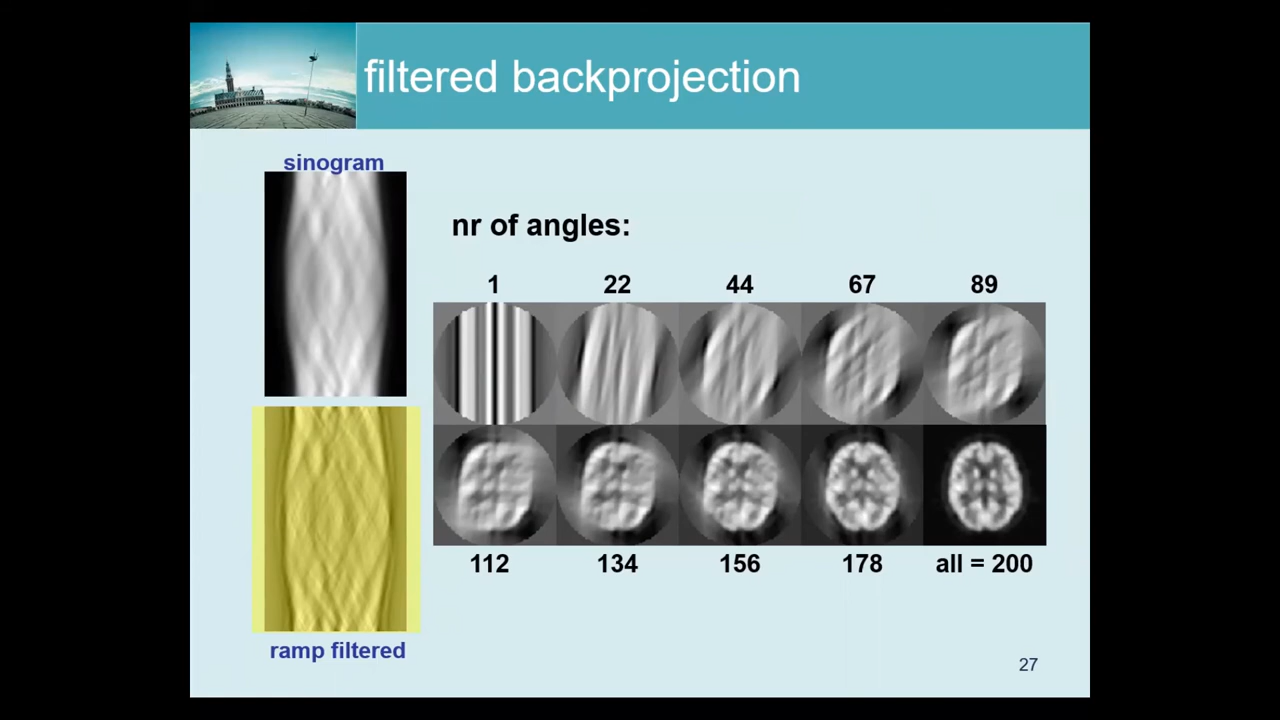 filtered backprojection
sinogram
nr of angles:
1 22 44 67 89
112 134 156 178 all = 200
ramp filtered
27